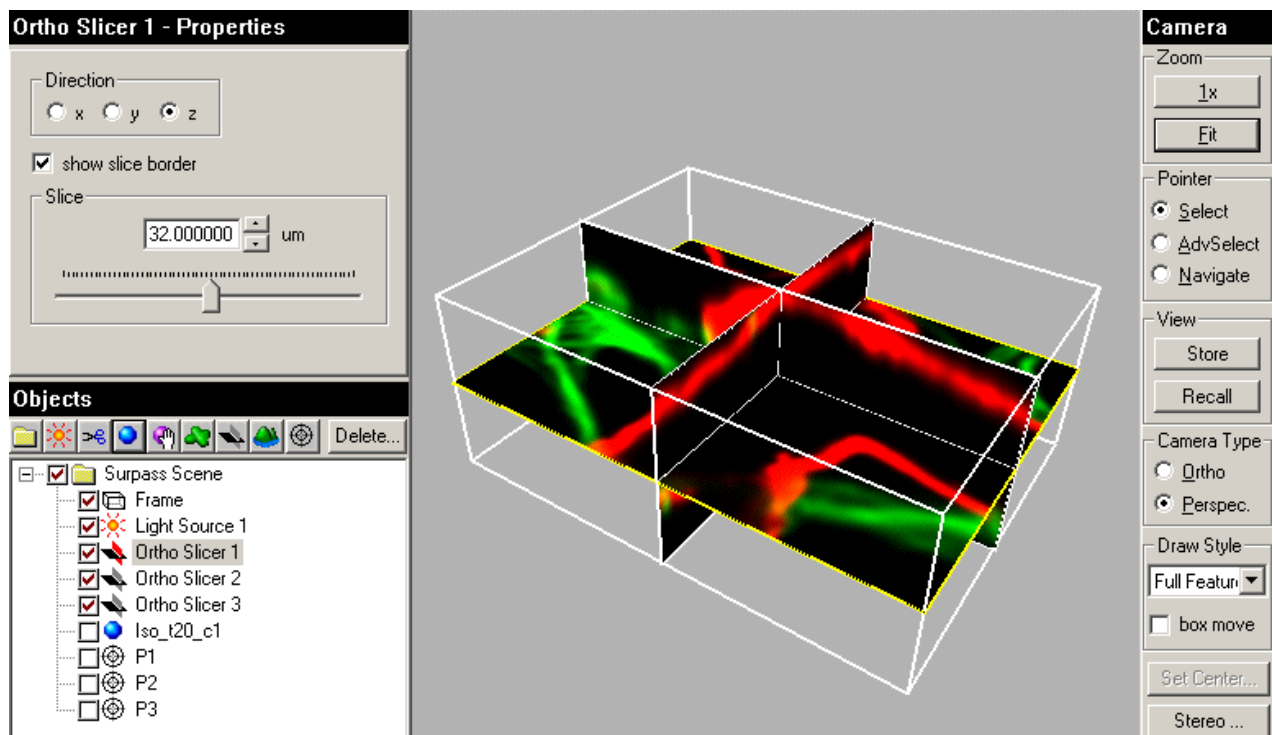 Ortho Slicer 1 - Properties
Direction
x y z
show slice border
Slice
32.000000 um
Objects
Delete...
Surpass Scene
Frame
Light Source 1
Ortho Slicer 1
Ortho Slicer 2
Ortho Slicer 3
Iso_t20_c1
P1
P2
P3
Camera
Zoom
1x
Fit
Pointer
Select
AdvSelect
Navigate
View
Store
Recall
Camera Type
Ortho
Perspec.
Draw Style
Full Featur
box move
Set Center...
Stereo ...